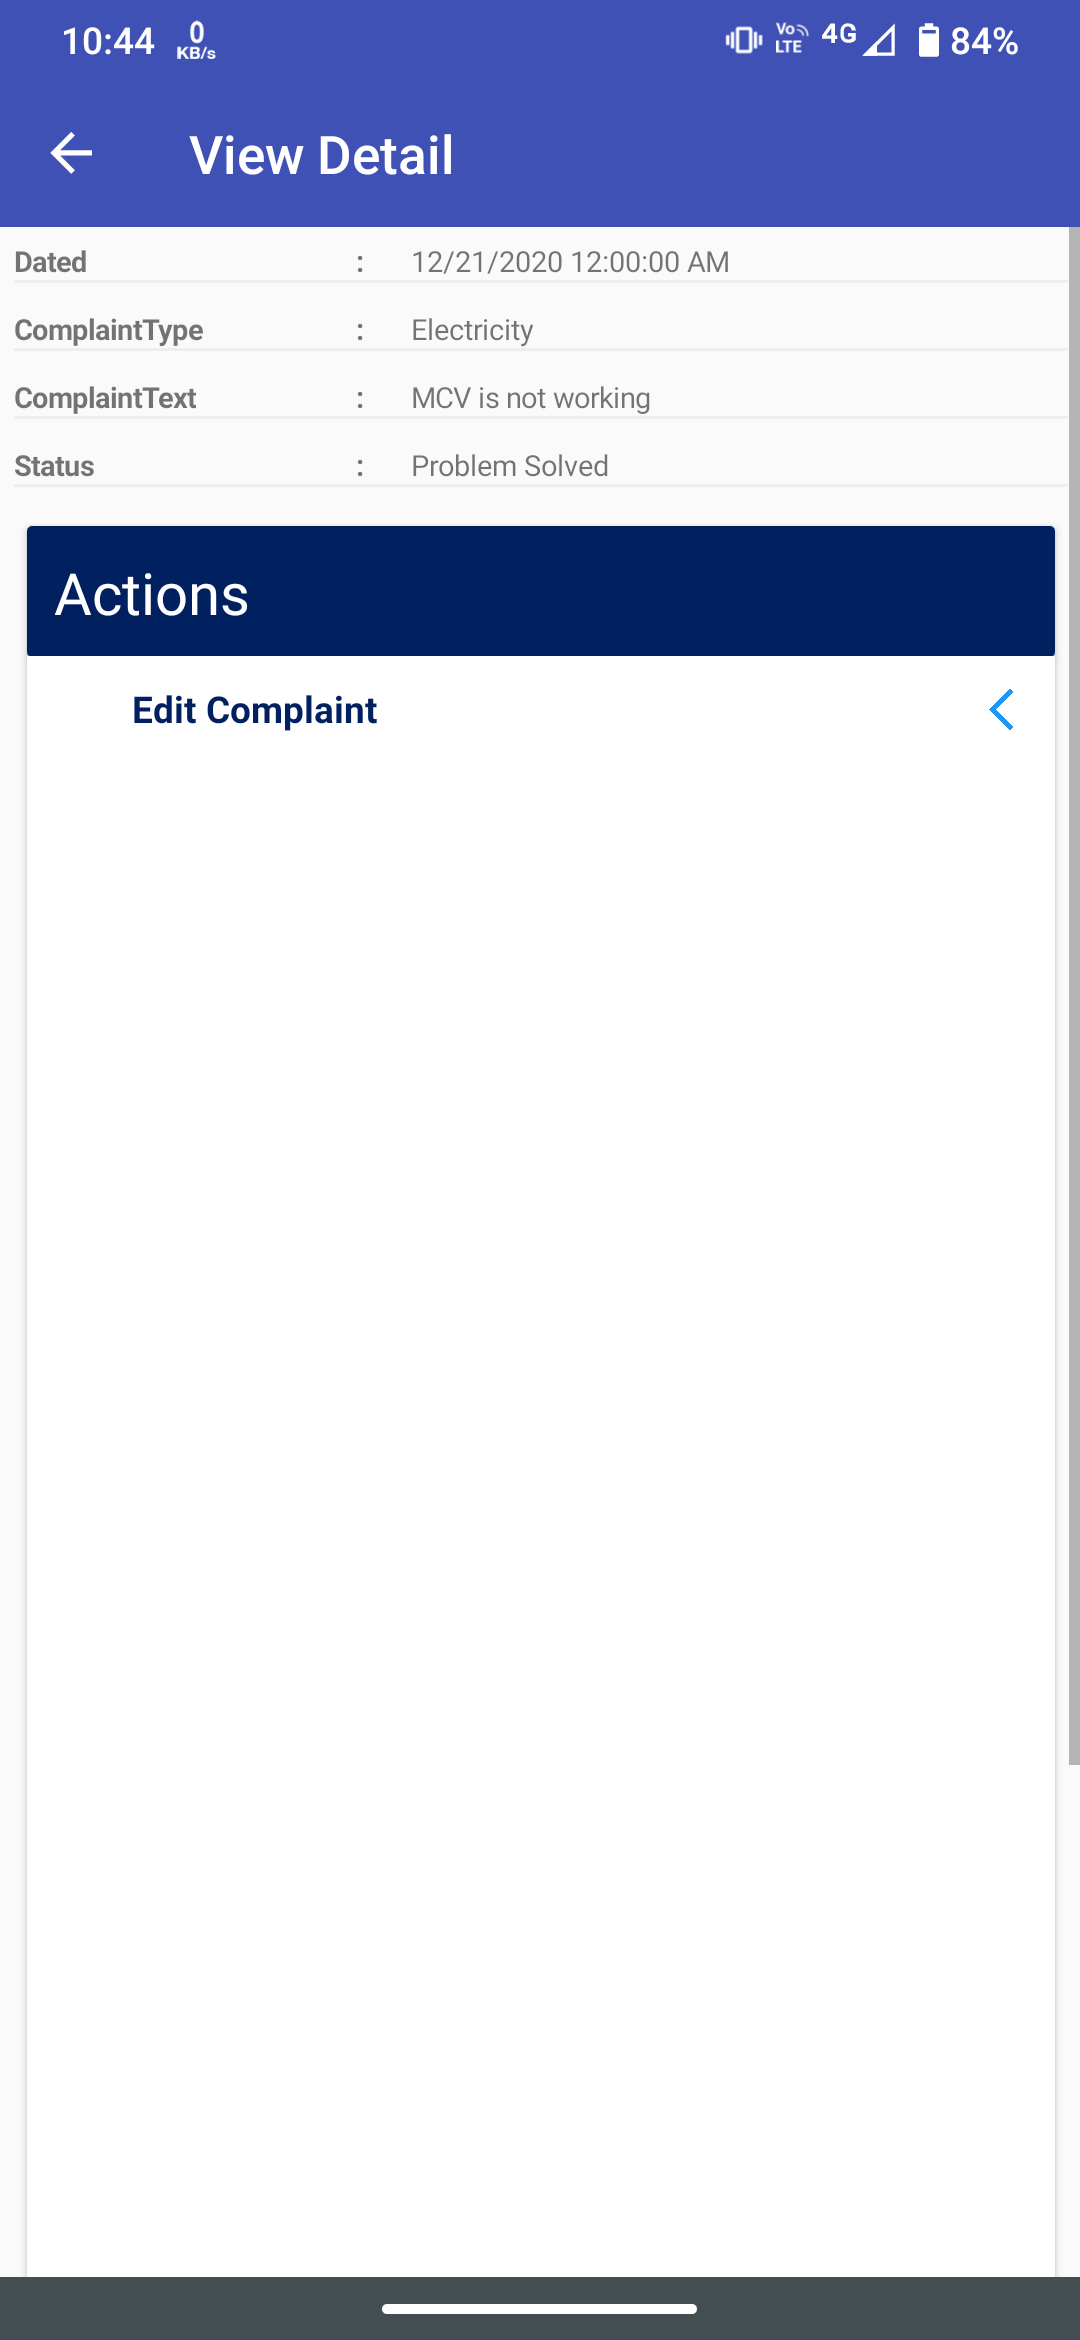 10:44 0 KB/s Vo LTE 4G 84%
View Detail
Dated : 12/21/2020 12:00:00 AM
ComplaintType : Electricity
ComplaintText : MCV is not working
Status : Problem Solved
Actions
Edit Complaint